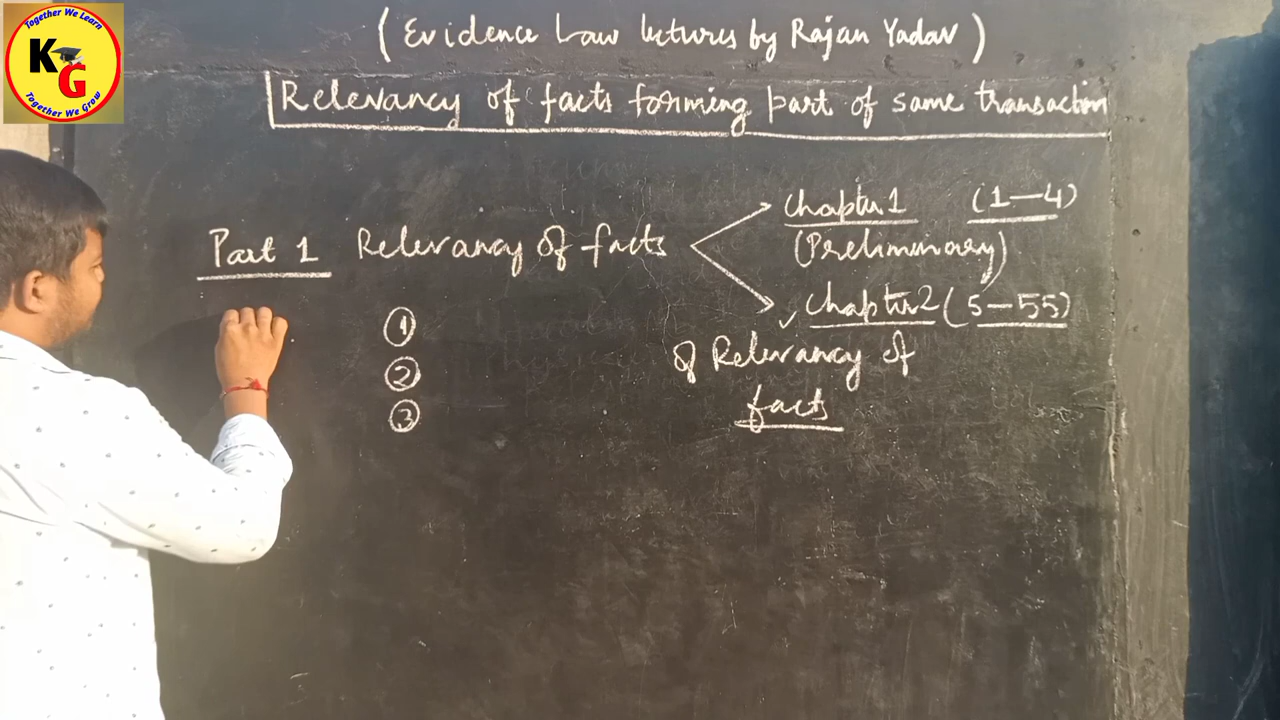 Together We Learn
KG
Together We Grow
(Evidence Law lectures by Rajan Yadav)
Relevancy of facts forming part of same transaction
Part 1 Relevancy of facts
Chapter 1 (1-4)
(Preliminary)
Chapter 2 (5-55)
of Relevancy of
facts
①
②
③